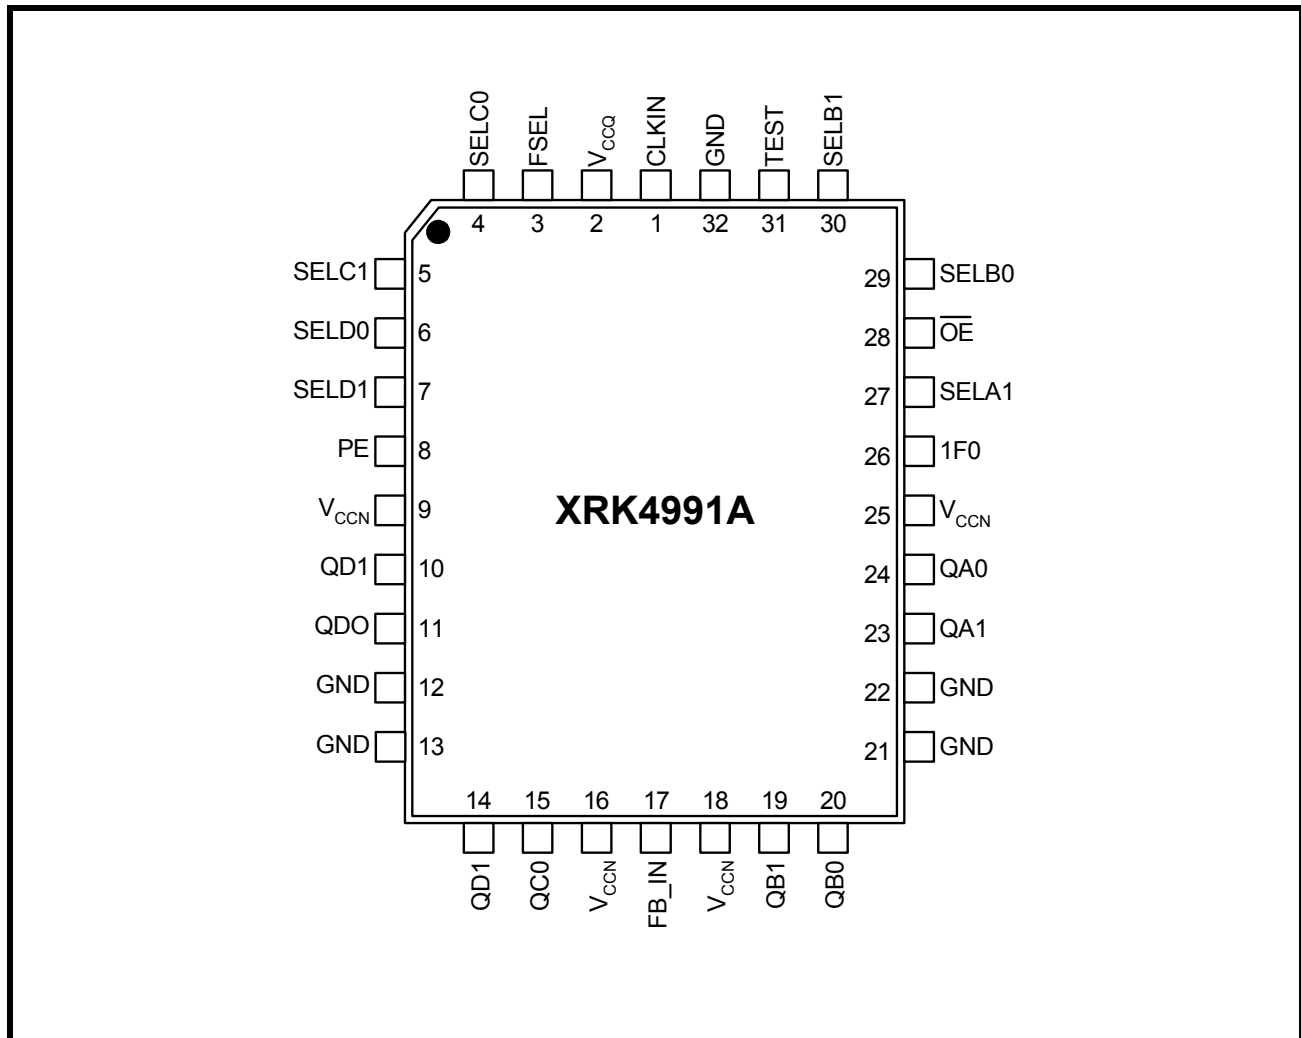 SELC0 FSEL VCCQ CLKIN GND TEST SELB1
4 3 2 1 32 31 30
SELC1 5 29 SELB0
SELD0 6 28 OE
SELD1 7 27 SELA1
PE 8 26 1F0
VCCN 9 XRK4991A 25 VCCN
QD1 10 24 QA0
QDO 11 23 QA1
GND 12 22 GND
GND 13 21 GND
14 15 16 17 18 19 20
QD1 QC0 VCCN FB_IN VCCN QB1 QB0